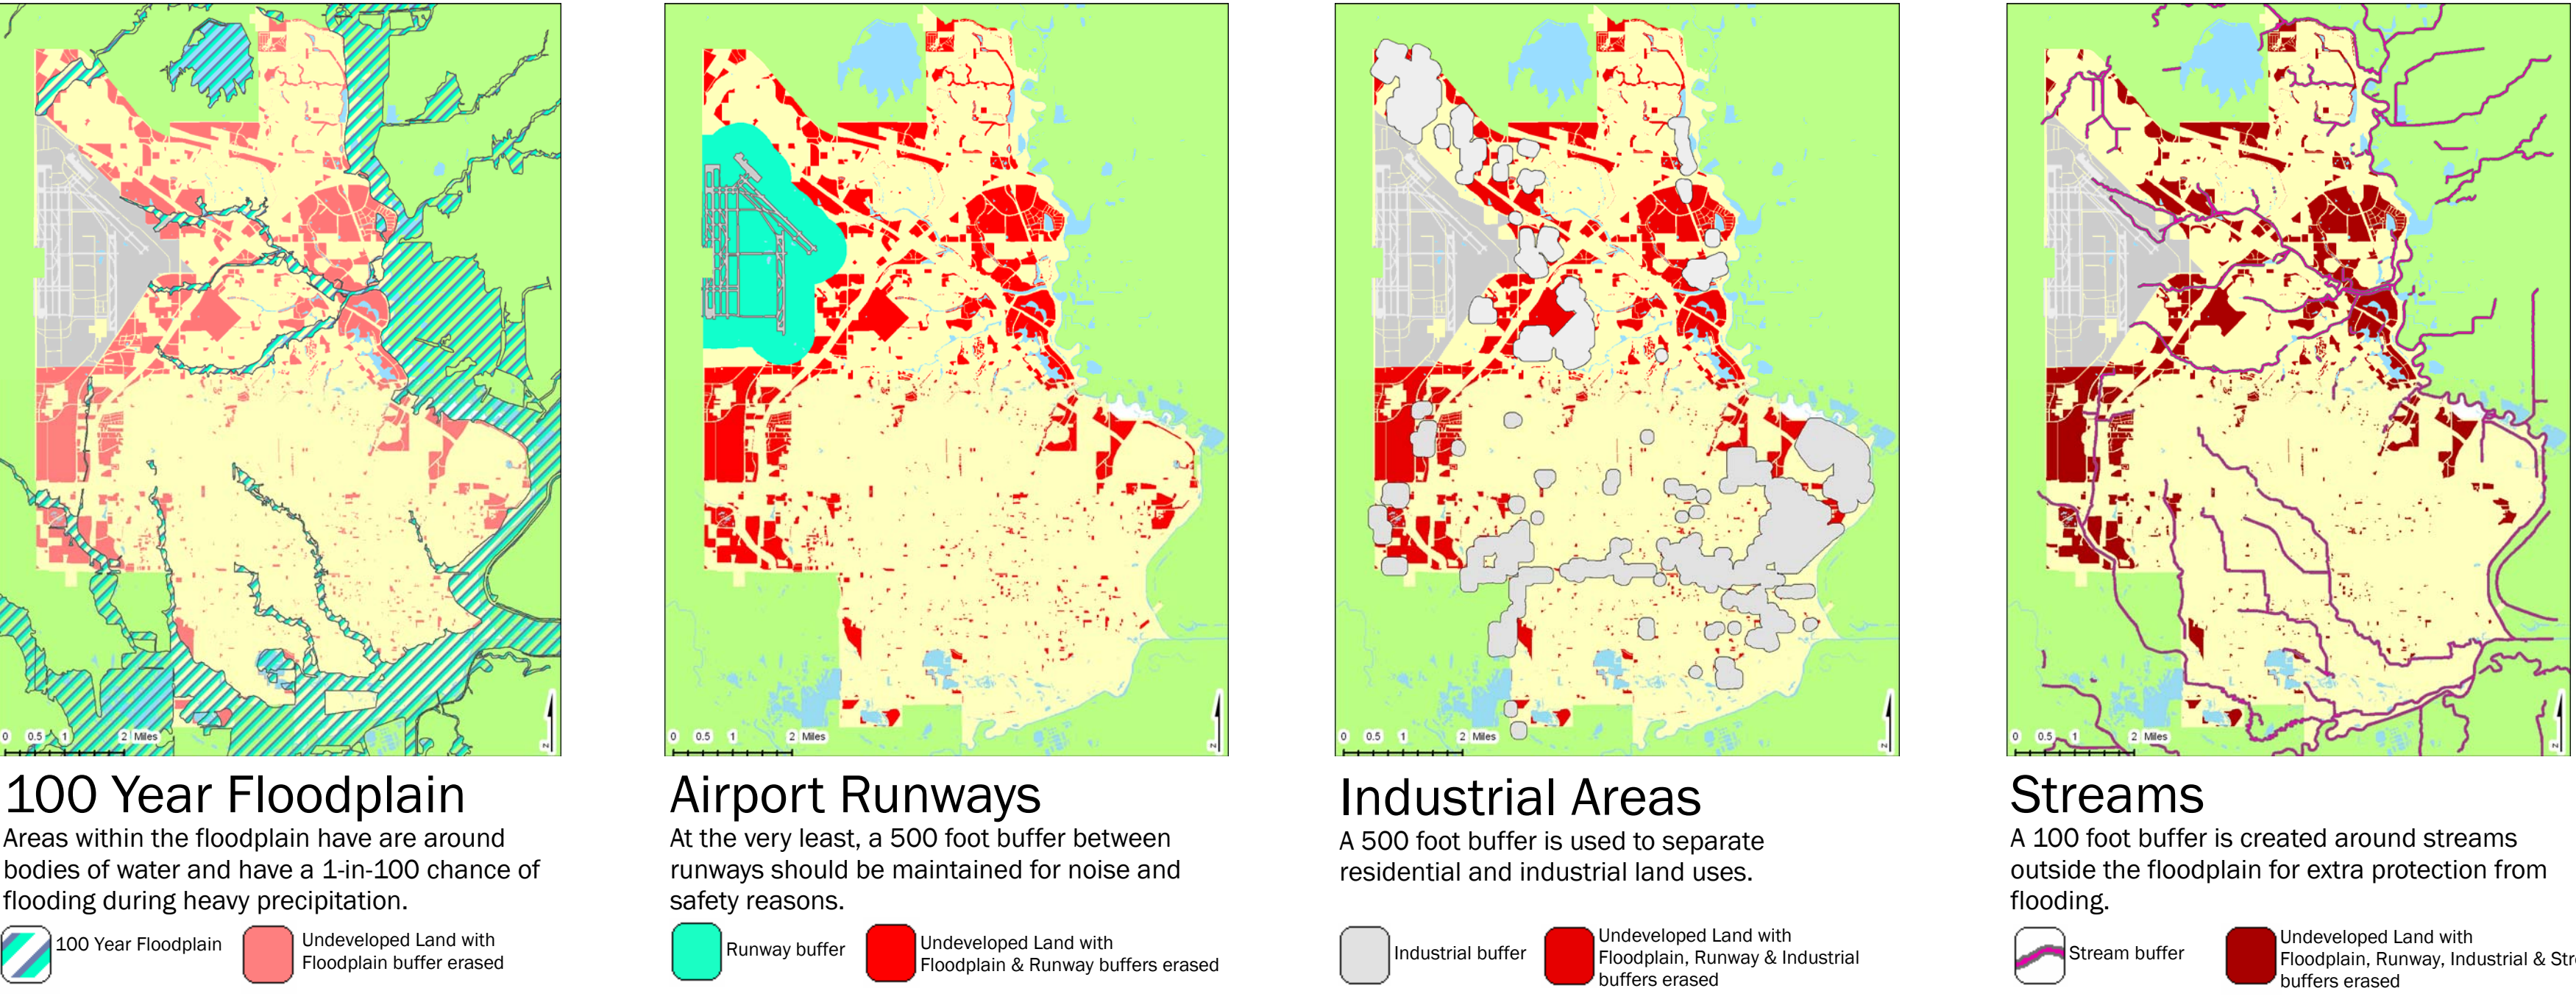 0 0.5 1 2 Miles
N
0 0.5 1 2 Miles
N
0 0.5 1 2 Miles
N
0 0.5 1 2 Miles
N
100 Year Floodplain
Areas within the floodplain have are around
bodies of water and have a 1-in-100 chance of
flooding during heavy precipitation.
100 Year Floodplain
Undeveloped Land with
Floodplain buffer erased
Airport Runways
At the very least, a 500 foot buffer between
runways should be maintained for noise and
safety reasons.
Runway buffer
Undeveloped Land with
Floodplain & Runway buffers erased
Industrial Areas
A 500 foot buffer is used to separate
residential and industrial land uses.
Industrial buffer
Undeveloped Land with
Floodplain, Runway & Industrial
buffers erased
Streams
A 100 foot buffer is created around streams
outside the floodplain for extra protection from
flooding.
Stream buffer
Undeveloped Land with
Floodplain, Runway, Industrial & Str
buffers erased